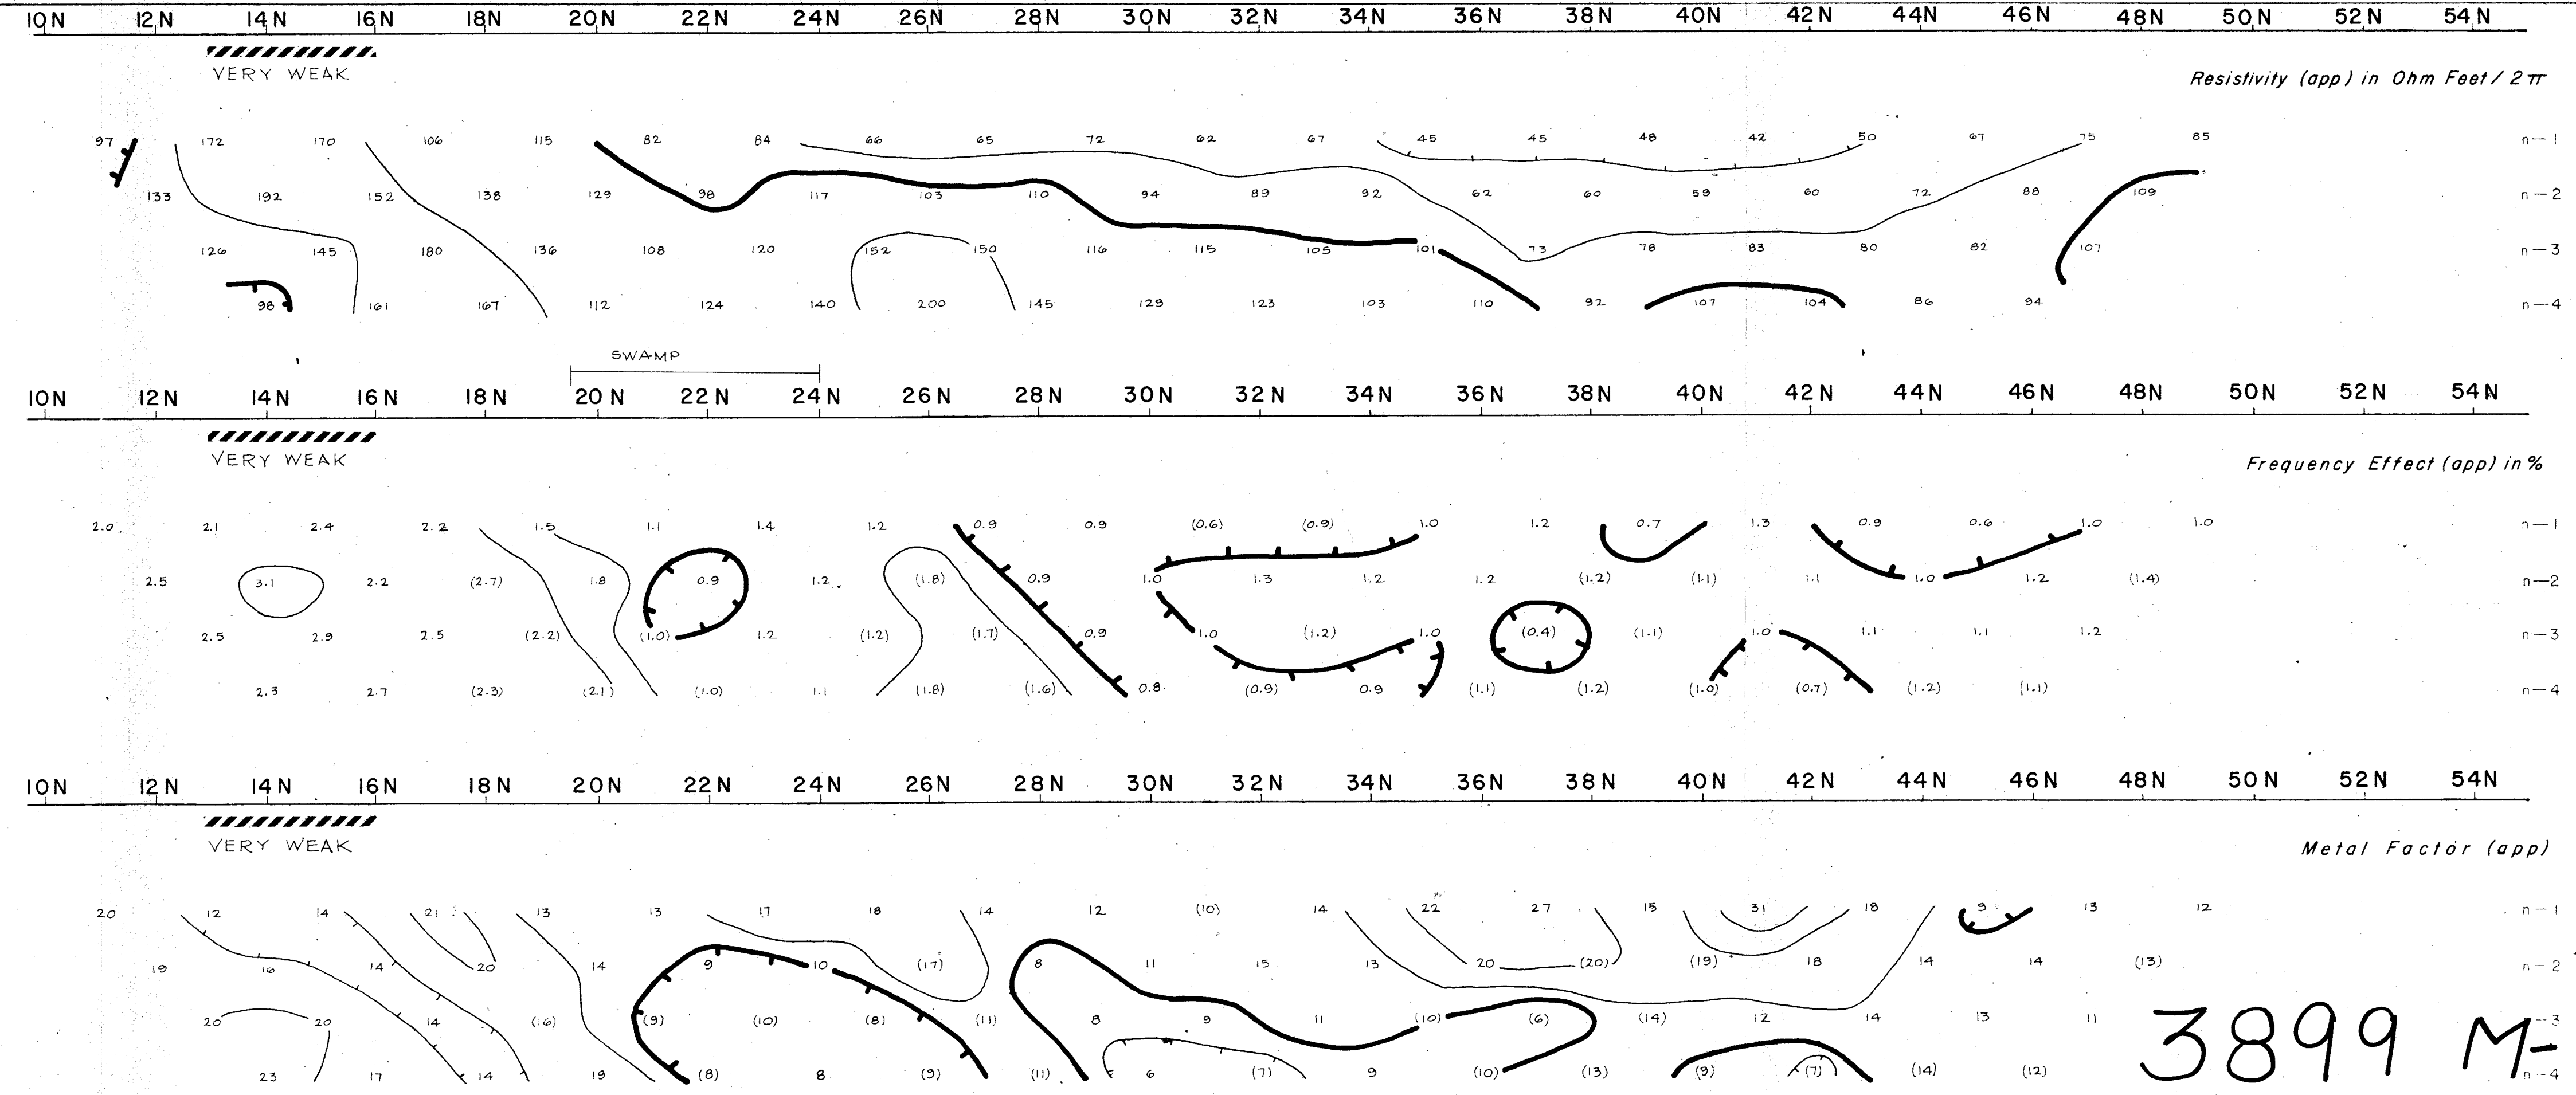 10N 12N 14N 16N 18N 20N 22N 24N 26N 28N 30N 32N 34N 36N 38N 40N 42N 44N 46N 48N 50N 52N 54N
VERY WEAK
Resistivity (app) in Ohm Feet / 2π
97 172 170 106 115 82 84 66 65 72 62 67 45 45 48 42 50 67 75 85 n—1
133 192 152 138 129 98 117 103 110 94 89 92 62 60 59 60 72 88 109 n—2
126 145 180 136 108 120 152 150 116 115 105 101 73 78 83 80 82 107 n—3
98 161 167 112 124 140 200 145 129 123 103 110 92 107 104 86 94 n—4
SWAMP
10N 12N 14N 16N 18N 20N 22N 24N 26N 28N 30N 32N 34N 36N 38N 40N 42N 44N 46N 48N 50N 52N 54N
VERY WEAK
Frequency Effect (app) in %
2.0 2.1 2.4 2.2 1.5 1.1 1.4 1.2 0.9 0.9 (0.6) (0.9) 1.0 1.2 0.7 1.3 0.9 0.6 1.0 1.0 n—1
2.5 3.1 2.2 (2.7) 1.8 0.9 1.2 (1.8) 0.9 1.0 1.3 1.2 1.2 (1.2) (1.1) 1.1 1.0 1.2 (1.4) n—2
2.5 2.9 2.5 (2.2) (1.0) 1.2 (1.2) (1.7) 0.9 1.0 (1.2) 1.0 (0.4) (1.1) 1.0 1.1 1.1 1.2 n—3
2.3 2.7 (2.3) (2.1) (1.0) 1.1 (1.8) (1.6) 0.8 (0.9) 0.9 (1.1) (1.2) (1.0) (0.7) (1.2) (1.1) n—4
10N 12N 14N 16N 18N 20N 22N 24N 26N 28N 30N 32N 34N 36N 38N 40N 42N 44N 46N 48N 50N 52N 54N
VERY WEAK
Metal Factor (app)
20 12 14 21 13 13 17 18 14 12 (10) 14 22 27 15 31 18 9 13 12 n—1
19 16 14 20 14 9 10 (17) 8 11 15 13 20 (20) (19) 18 14 14 (13) n—2
20 20 14 (16) (9) (10) (8) (11) 8 9 11 (10) (6) (14) 12 14 13 11 n—3
23 17 14 19 (8) 8 (9) (11) 6 (7) 9 (10) (13) (9) (7) (14) (12) n—4
3899 M-